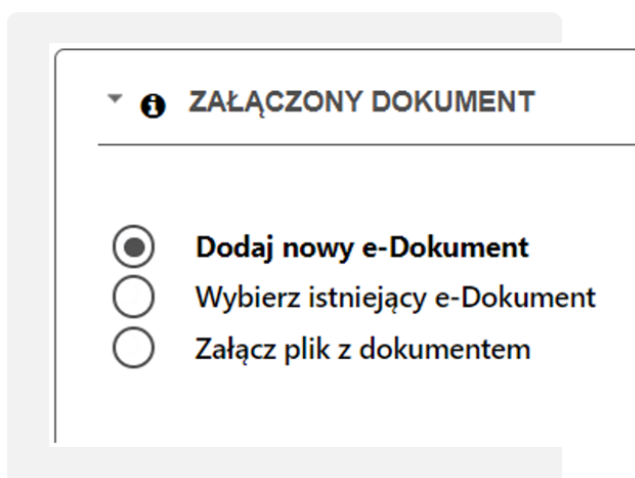 ZAŁĄCZONY DOKUMENT
Dodaj nowy e-Dokument
Wybierz istniejący e-Dokument
Załącz plik z dokumentem